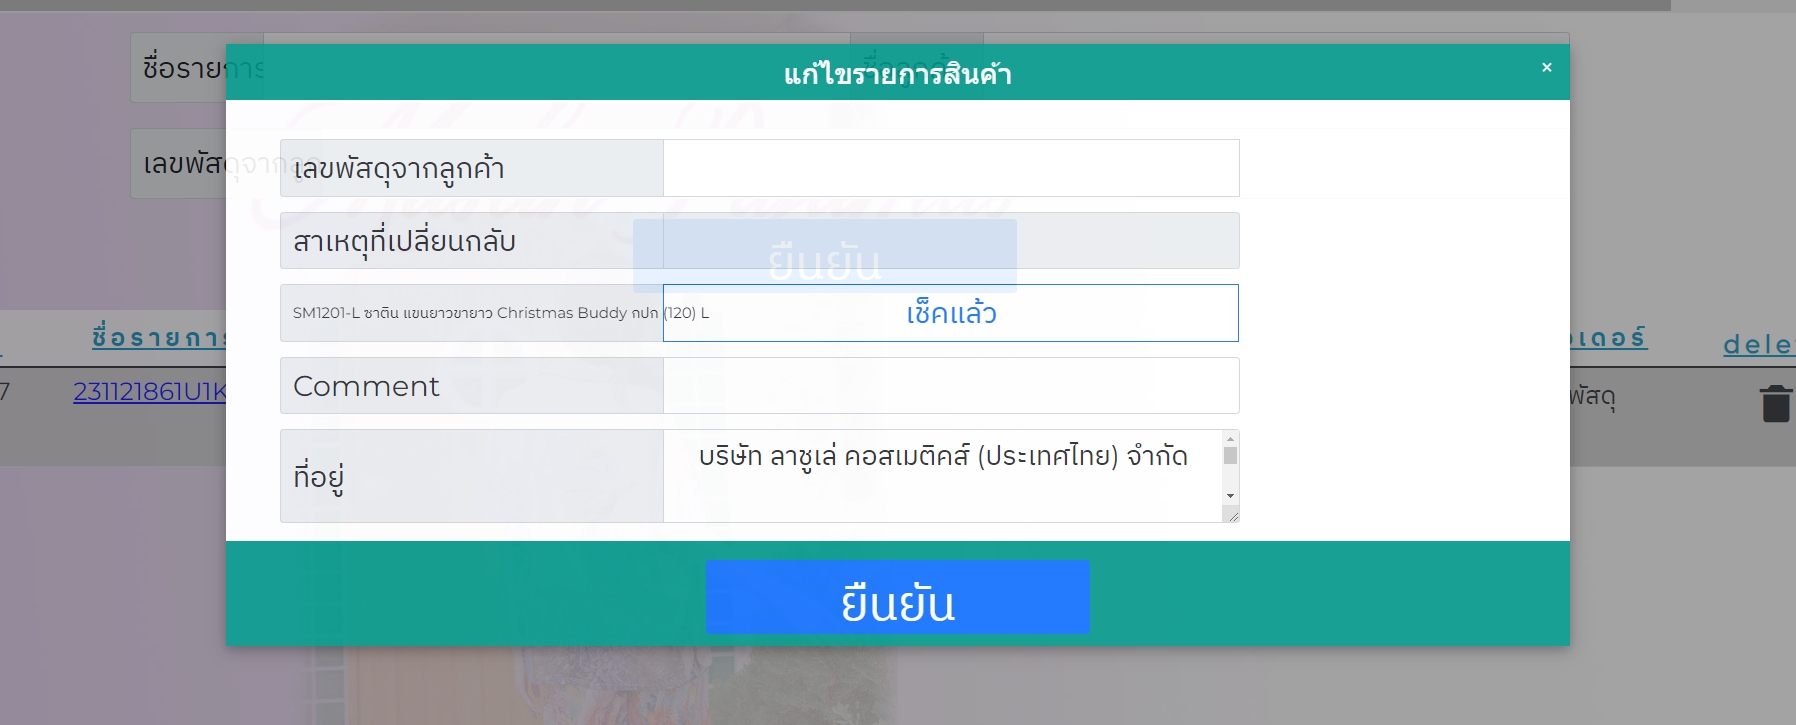 ชื่อรายการ
แก้ไขรายการสินค้า
×
เลขพัสดุจากลูก
เลขพัสดุจากลูกค้า
สาเหตุที่เปลี่ยนกลับ
ยืนยัน
SM1201-L ซาติน แขนยาวขายาว Christmas Buddy กปก (120) L
เช็คแล้ว
ชื่อรายการ
เดอร์
dele
Comment
7
231121861U1K
พัสดุ
ที่อยู่
บริษัท ลาซูเล่ คอสเมติคส์ (ประเทศไทย) จำกัด
ยืนยัน